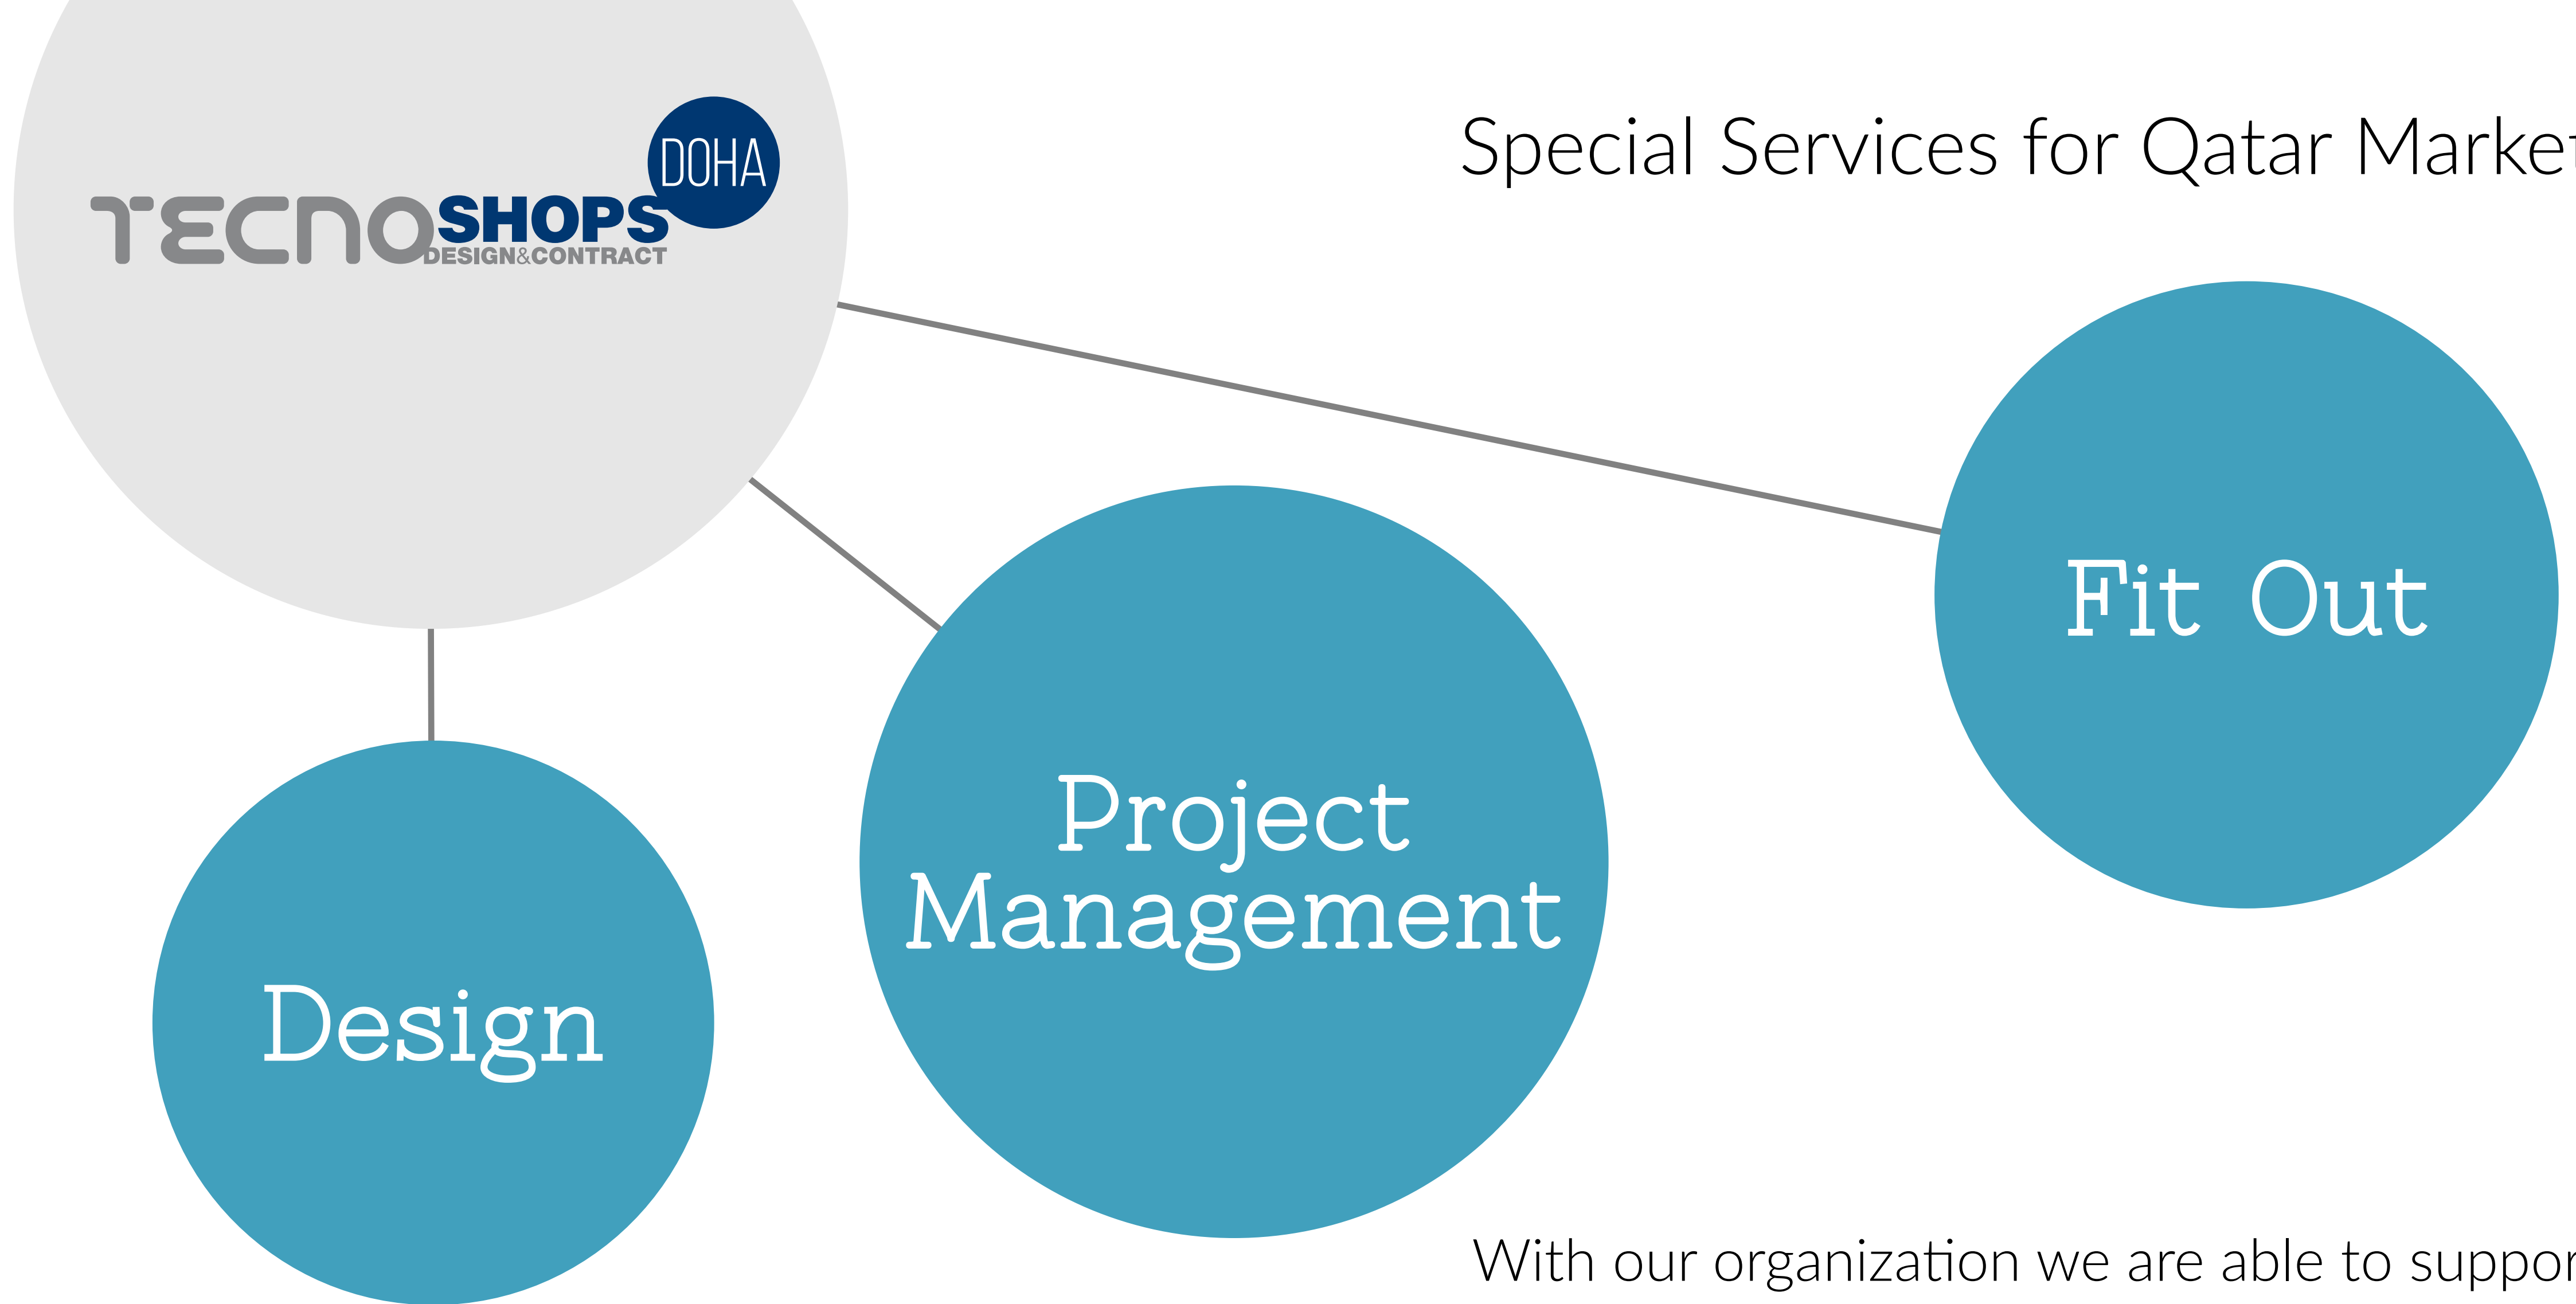 DOHA
TECNOSHOPS
DESIGN&CONTRACT
Special Services for Qatar Market
Fit Out
Project
Management
Design
With our organization we are able to suppor